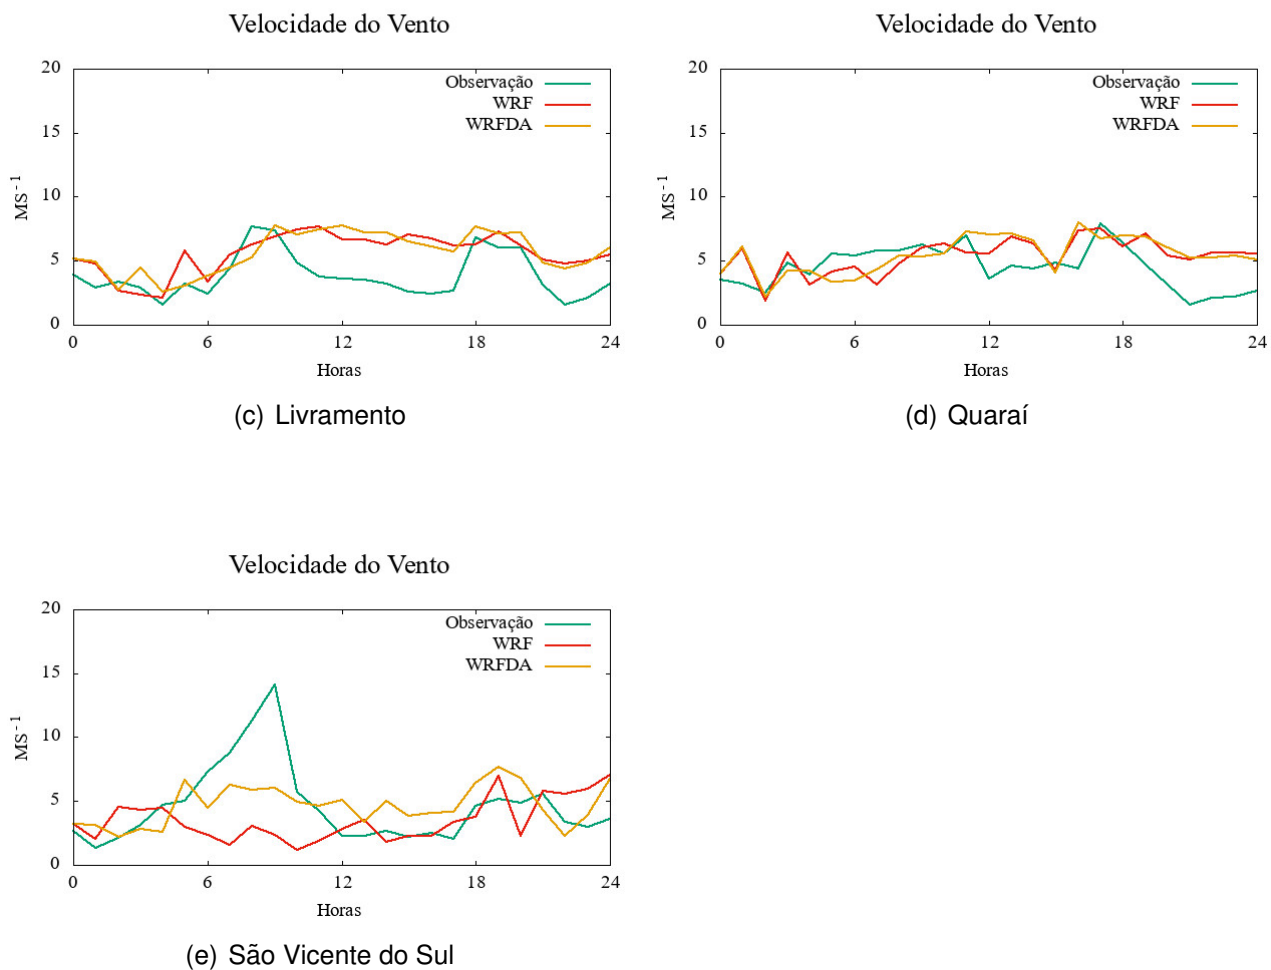 Velocidade do Vento
20
15
10
5
0
MS-1
Observação
WRF
WRFDA
0 6 12 18 24
Horas
(c) Livramento
Velocidade do Vento
20
15
10
5
0
MS-1
Observação
WRF
WRFDA
0 6 12 18 24
Horas
(d) Quaraí
Velocidade do Vento
20
15
10
5
0
MS-1
Observação
WRF
WRFDA
0 6 12 18 24
Horas
(e) São Vicente do Sul